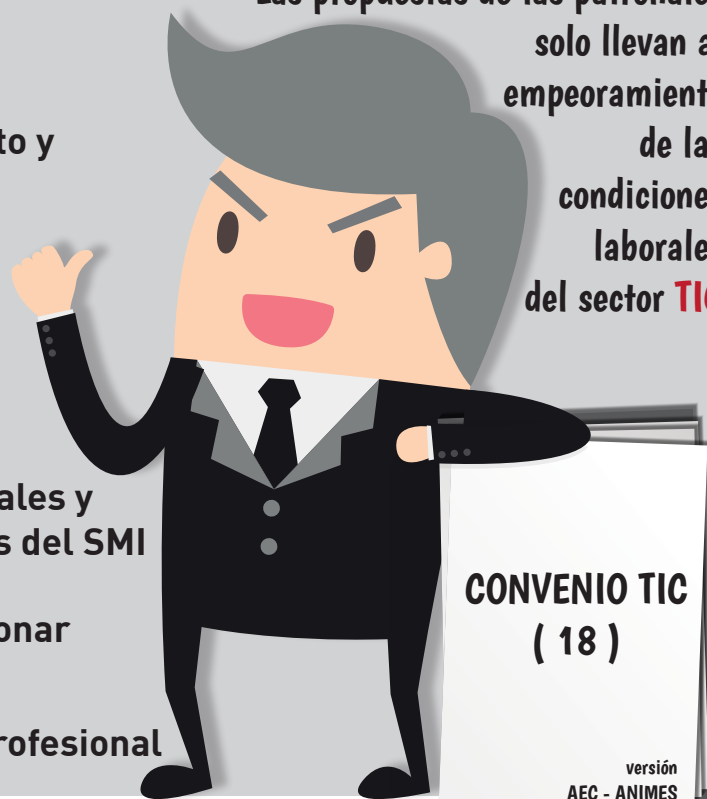 solo llevan a
empeoramient
de la
condicione
laborale
del sector TIC
to y
ales y
s del SMI
onar
rofesional
CONVENIO TIC
( 18 )
versión
AEC - ANIMES